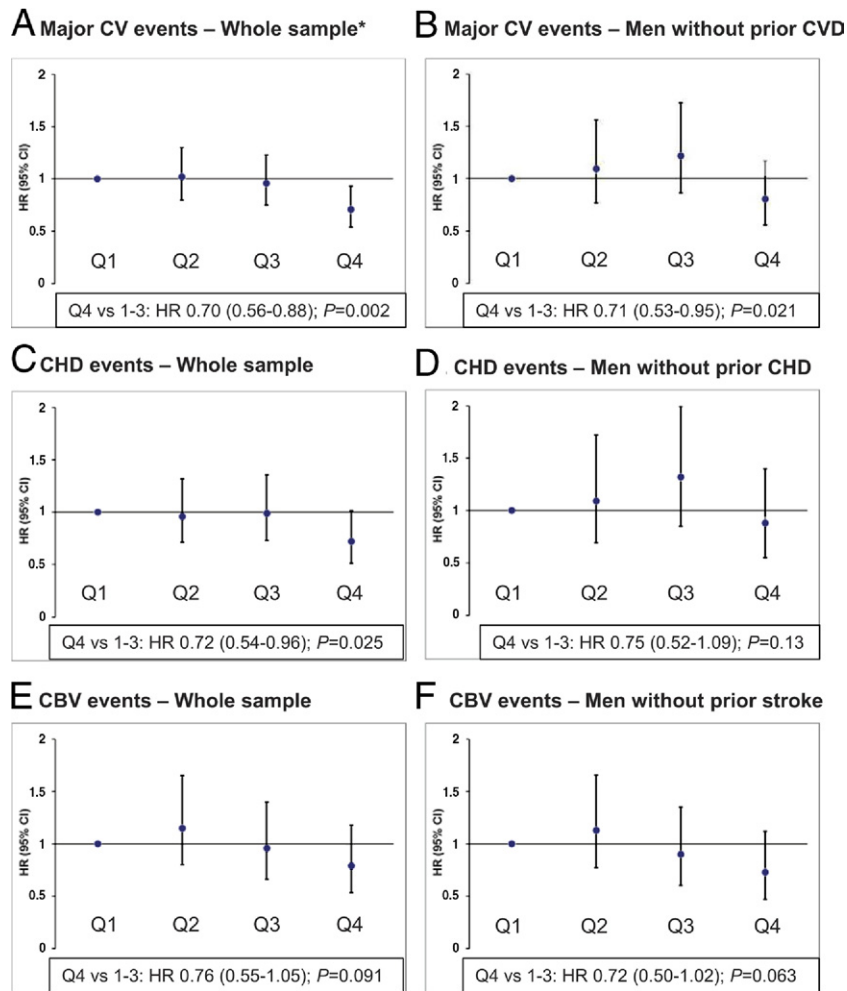 A Major CV events – Whole sample*
HR (95% CI)
2
1.5
1
0.5
0
Q1 Q2 Q3 Q4
Q4 vs 1-3: HR 0.70 (0.56-0.88); P=0.002
B Major CV events – Men without prior CVD
HR (95% CI)
2
1.5
1
0.5
0
Q1 Q2 Q3 Q4
Q4 vs 1-3: HR 0.71 (0.53-0.95); P=0.021
C CHD events – Whole sample
HR (95% CI)
2
1.5
1
0.5
0
Q1 Q2 Q3 Q4
Q4 vs 1-3: HR 0.72 (0.54-0.96); P=0.025
D CHD events – Men without prior CHD
HR (95% CI)
2
1.5
1
0.5
0
Q1 Q2 Q3 Q4
Q4 vs 1-3: HR 0.75 (0.52-1.09); P=0.13
E CBV events – Whole sample
HR (95% CI)
2
1.5
1
0.5
0
Q1 Q2 Q3 Q4
Q4 vs 1-3: HR 0.76 (0.55-1.05); P=0.091
F CBV events – Men without prior stroke
HR (95% CI)
2
1.5
1
0.5
0
Q1 Q2 Q3 Q4
Q4 vs 1-3: HR 0.72 (0.50-1.02); P=0.063